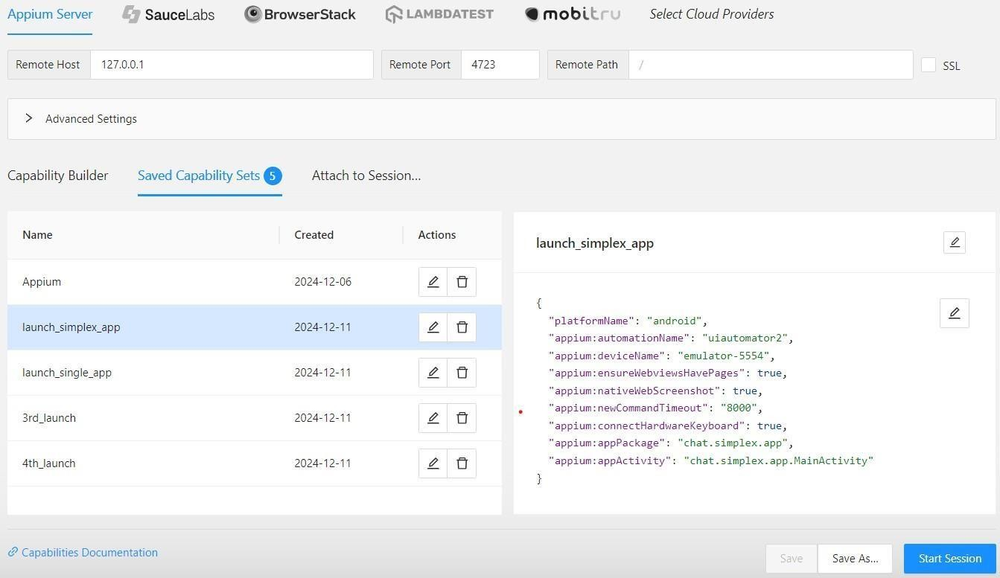 Appium Server SauceLabs BrowserStack LAMBDATEST mobitru Select Cloud Providers
Remote Host 127.0.0.1 Remote Port 4723 Remote Path / SSL
Advanced Settings
Capability Builder Saved Capability Sets 5 Attach to Session...
Name Created Actions
Appium 2024-12-06
launch_simplex_app 2024-12-11
launch_single_app 2024-12-11
3rd_launch 2024-12-11
4th_launch 2024-12-11
launch_simplex_app
{
"platformName": "android",
"appium:automationName": "uiautomator2",
"appium:deviceName": "emulator-5554",
"appium:ensureWebviewsHavePages": true,
"appium:nativeWebScreenshot": true,
"appium:newCommandTimeout": "8000",
"appium:connectHardwareKeyboard": true,
"appium:appPackage": "chat.simplex.app",
"appium:appActivity": "chat.simplex.app.MainActivity"
}
Capabilities Documentation Save Save As... Start Session